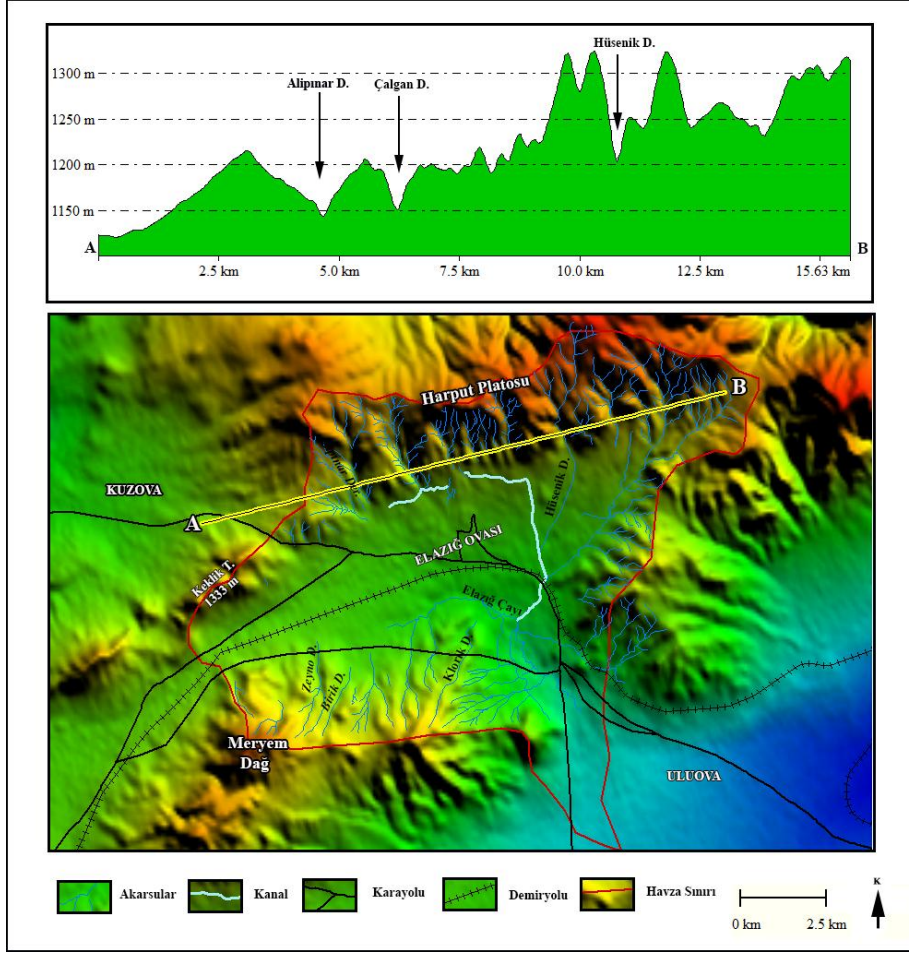 Hüsenik D.
1300 m
Alipınar D.
Çalgan D.
1250 m
1200 m
1150 m
A
B
2.5 km
5.0 km
7.5 km
10.0 km
12.5 km
15.63 km
Harput Platosu
B
KUZOVA
A
Hüsenik D.
ELAZIĞ OVASI
Keklik T.
1333 m
Elazığ Çayı
Zeyno D.
Birik D.
Klorik D.
Meryem
Dağ
ULUOVA
Akarsular
Kanal
Karayolu
Demiryolu
Havza Sınırı
0 km
2.5 km
K